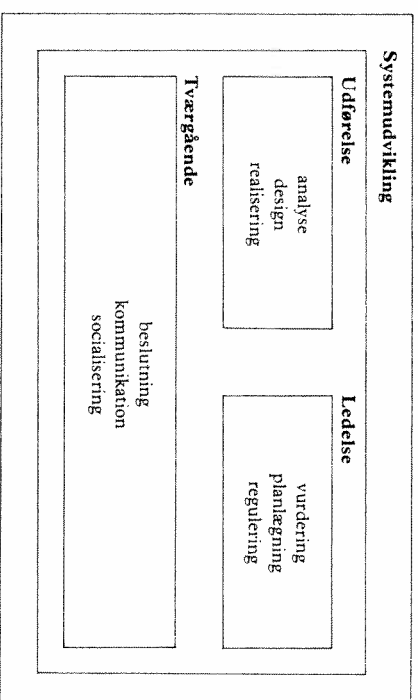 Systemudvikling
Udførelse
analyse
design
realisering
Ledelse
vurdering
planlægning
regulering
Tværgående
beslutning
kommunikation
socialisering